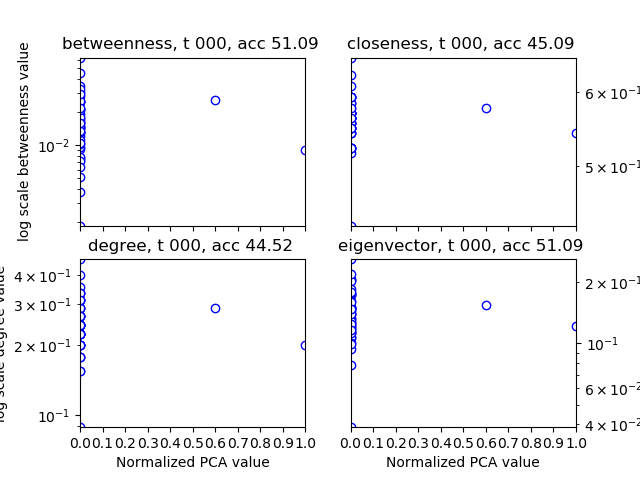 betweenness, t 000, acc 51.09
closeness, t 000, acc 45.09
log scale betweenness value
10⁻²
6 × 10⁻¹
5 × 10⁻¹
degree, t 000, acc 44.52
eigenvector, t 000, acc 51.09
log scale degree value
4 × 10⁻¹
3 × 10⁻¹
2 × 10⁻¹
10⁻¹
2 × 10⁻¹
10⁻¹
6 × 10⁻²
4 × 10⁻²
0.0 0.1 0.2 0.3 0.4 0.5 0.6 0.7 0.8 0.9 1.0
0.0 0.1 0.2 0.3 0.4 0.5 0.6 0.7 0.8 0.9 1.0
Normalized PCA value
Normalized PCA value